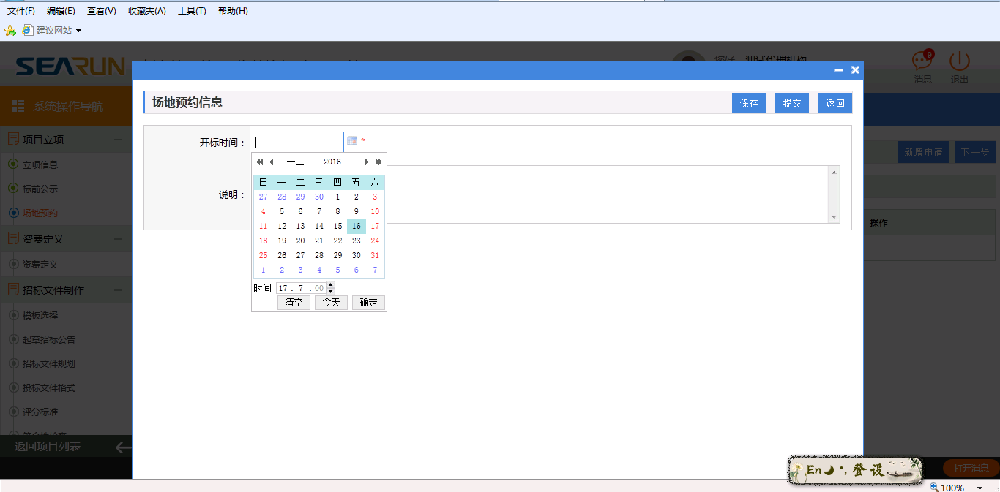 文件(F) 编辑(E) 查看(V) 收藏夹(A) 工具(T) 帮助(H)
建议网站
SEARUN
您好 测试代理机构
9
消息 退出
系统操作导航
场地预约信息 保存 提交 返回
项目立项
立项信息
标前公示
场地预约
资费定义
资费定义
招标文件制作
模板选择
起草招标公告
招标文件规划
投标文件格式
评分标准
返回项目列表
开标时间： *
说明：
十二 2016
日 一 二 三 四 五 六
27 28 29 30 1 2 3
4 5 6 7 8 9 10
11 12 13 14 15 16 17
18 19 20 21 22 23 24
25 26 27 28 29 30 31
1 2 3 4 5 6 7
时间 17 : 7 : 00
清空 今天 确定
新增申请 下一步
操作
En 登 设
打开消息
100%